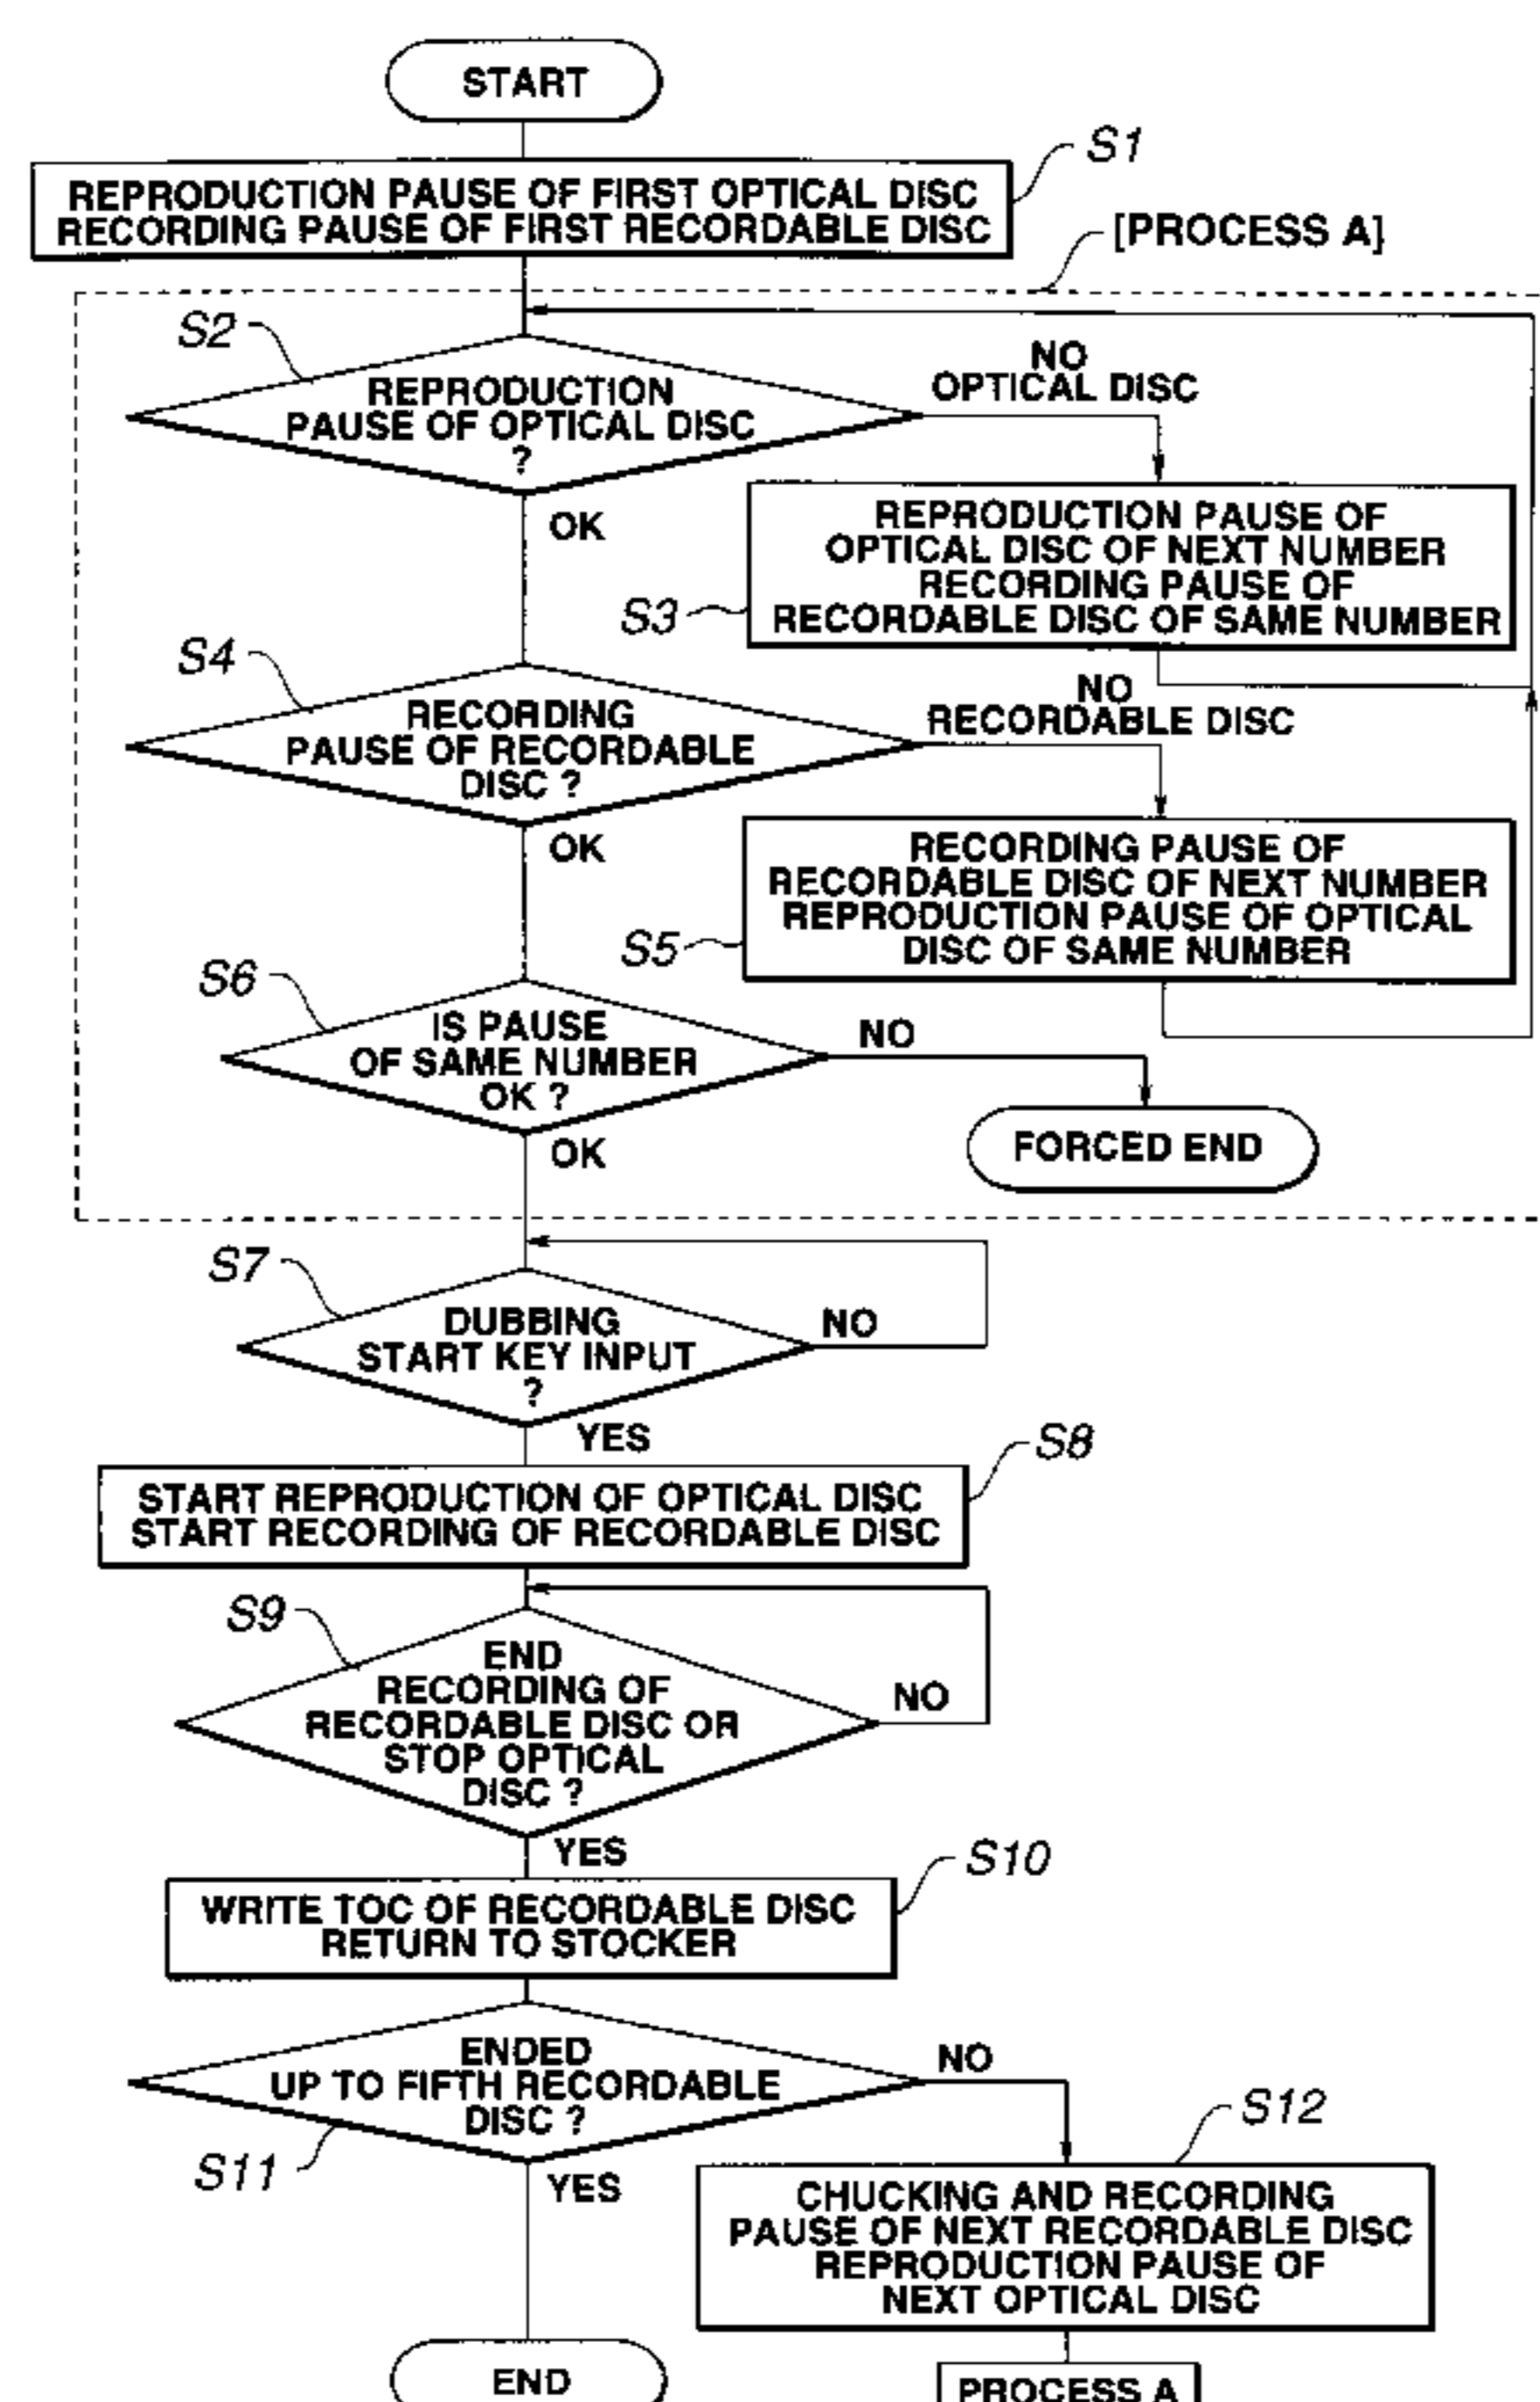 START
S1
REPRODUCTION PAUSE OF FIRST OPTICAL DISC
RECORDING PAUSE OF FIRST RECORDABLE DISC
[PROCESS A]
S2
REPRODUCTION
PAUSE OF OPTICAL DISC
?
NO
OPTICAL DISC
OK
S3
REPRODUCTION PAUSE OF
OPTICAL DISC OF NEXT NUMBER
RECORDING PAUSE OF
RECORDABLE DISC OF SAME NUMBER
S4
RECORDING
PAUSE OF RECORDABLE
DISC ?
NO
RECORDABLE DISC
OK
S5
RECORDING PAUSE OF
RECORDABLE DISC OF NEXT NUMBER
REPRODUCTION PAUSE OF OPTICAL
DISC OF SAME NUMBER
S6
IS PAUSE
OF SAME NUMBER
OK ?
NO
FORCED END
OK
S7
DUBBING
START KEY INPUT
?
NO
YES
S8
START REPRODUCTION OF OPTICAL DISC
START RECORDING OF RECORDABLE DISC
S9
END
RECORDING OF
RECORDABLE DISC OR
STOP OPTICAL
DISC ?
NO
YES
S10
WRITE TOC OF RECORDABLE DISC
RETURN TO STOCKER
ENDED
UP TO FIFTH RECORDABLE
DISC ?
NO
S11
YES
S12
CHUCKING AND RECORDING
PAUSE OF NEXT RECORDABLE DISC
REPRODUCTION PAUSE OF
NEXT OPTICAL DISC
END
PROCESS A